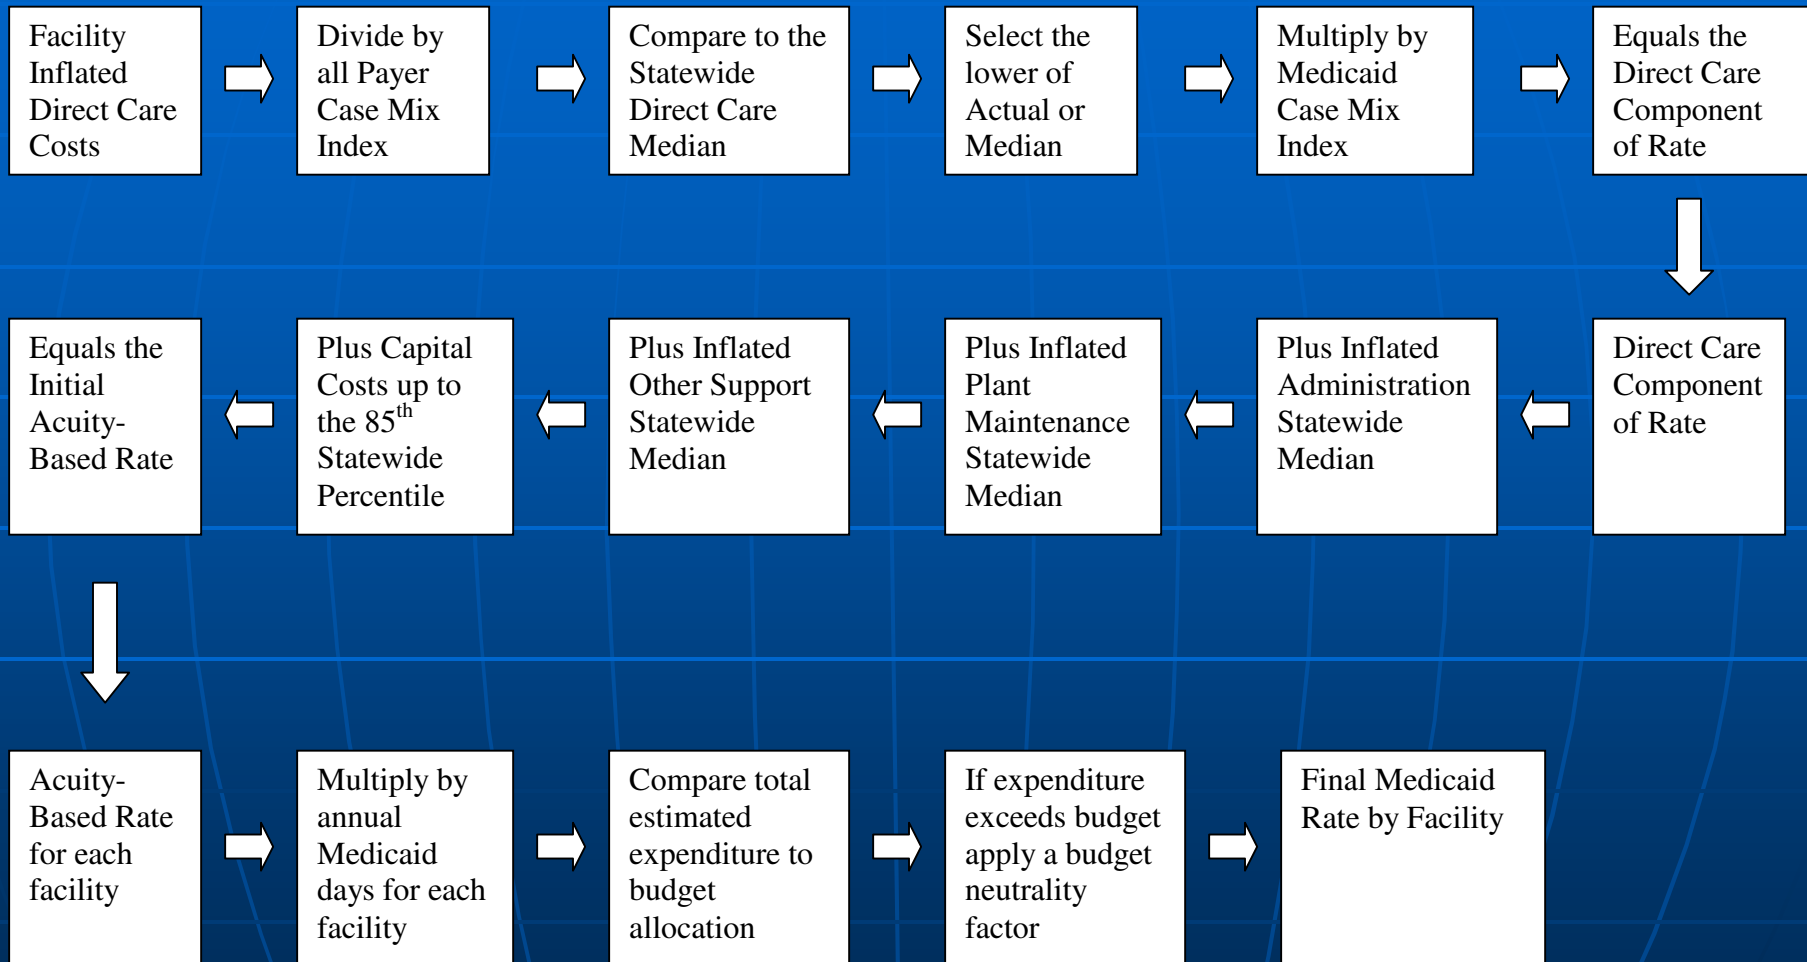 Facility
Inflated
Direct Care
Costs
Divide by
all Payer
Case Mix
Index
Compare to the
Statewide
Direct Care
Median
Select the
lower of
Actual or
Median
Multiply by
Medicaid
Case Mix
Index
Equals the
Direct Care
Component
of Rate
Direct Care
Component
of Rate
Plus Inflated
Administration
Statewide
Median
Plus Inflated
Plant
Maintenance
Statewide
Median
Plus Inflated
Other Support
Statewide
Median
Plus Capital
Costs up to
the 85th
Statewide
Percentile
Equals the
Initial
Acuity-
Based Rate
Acuity-
Based Rate
for each
facility
Multiply by
annual
Medicaid
days for each
facility
Compare total
estimated
expenditure to
budget
allocation
If expenditure
exceeds budget
apply a budget
neutrality
factor
Final Medicaid
Rate by Facility